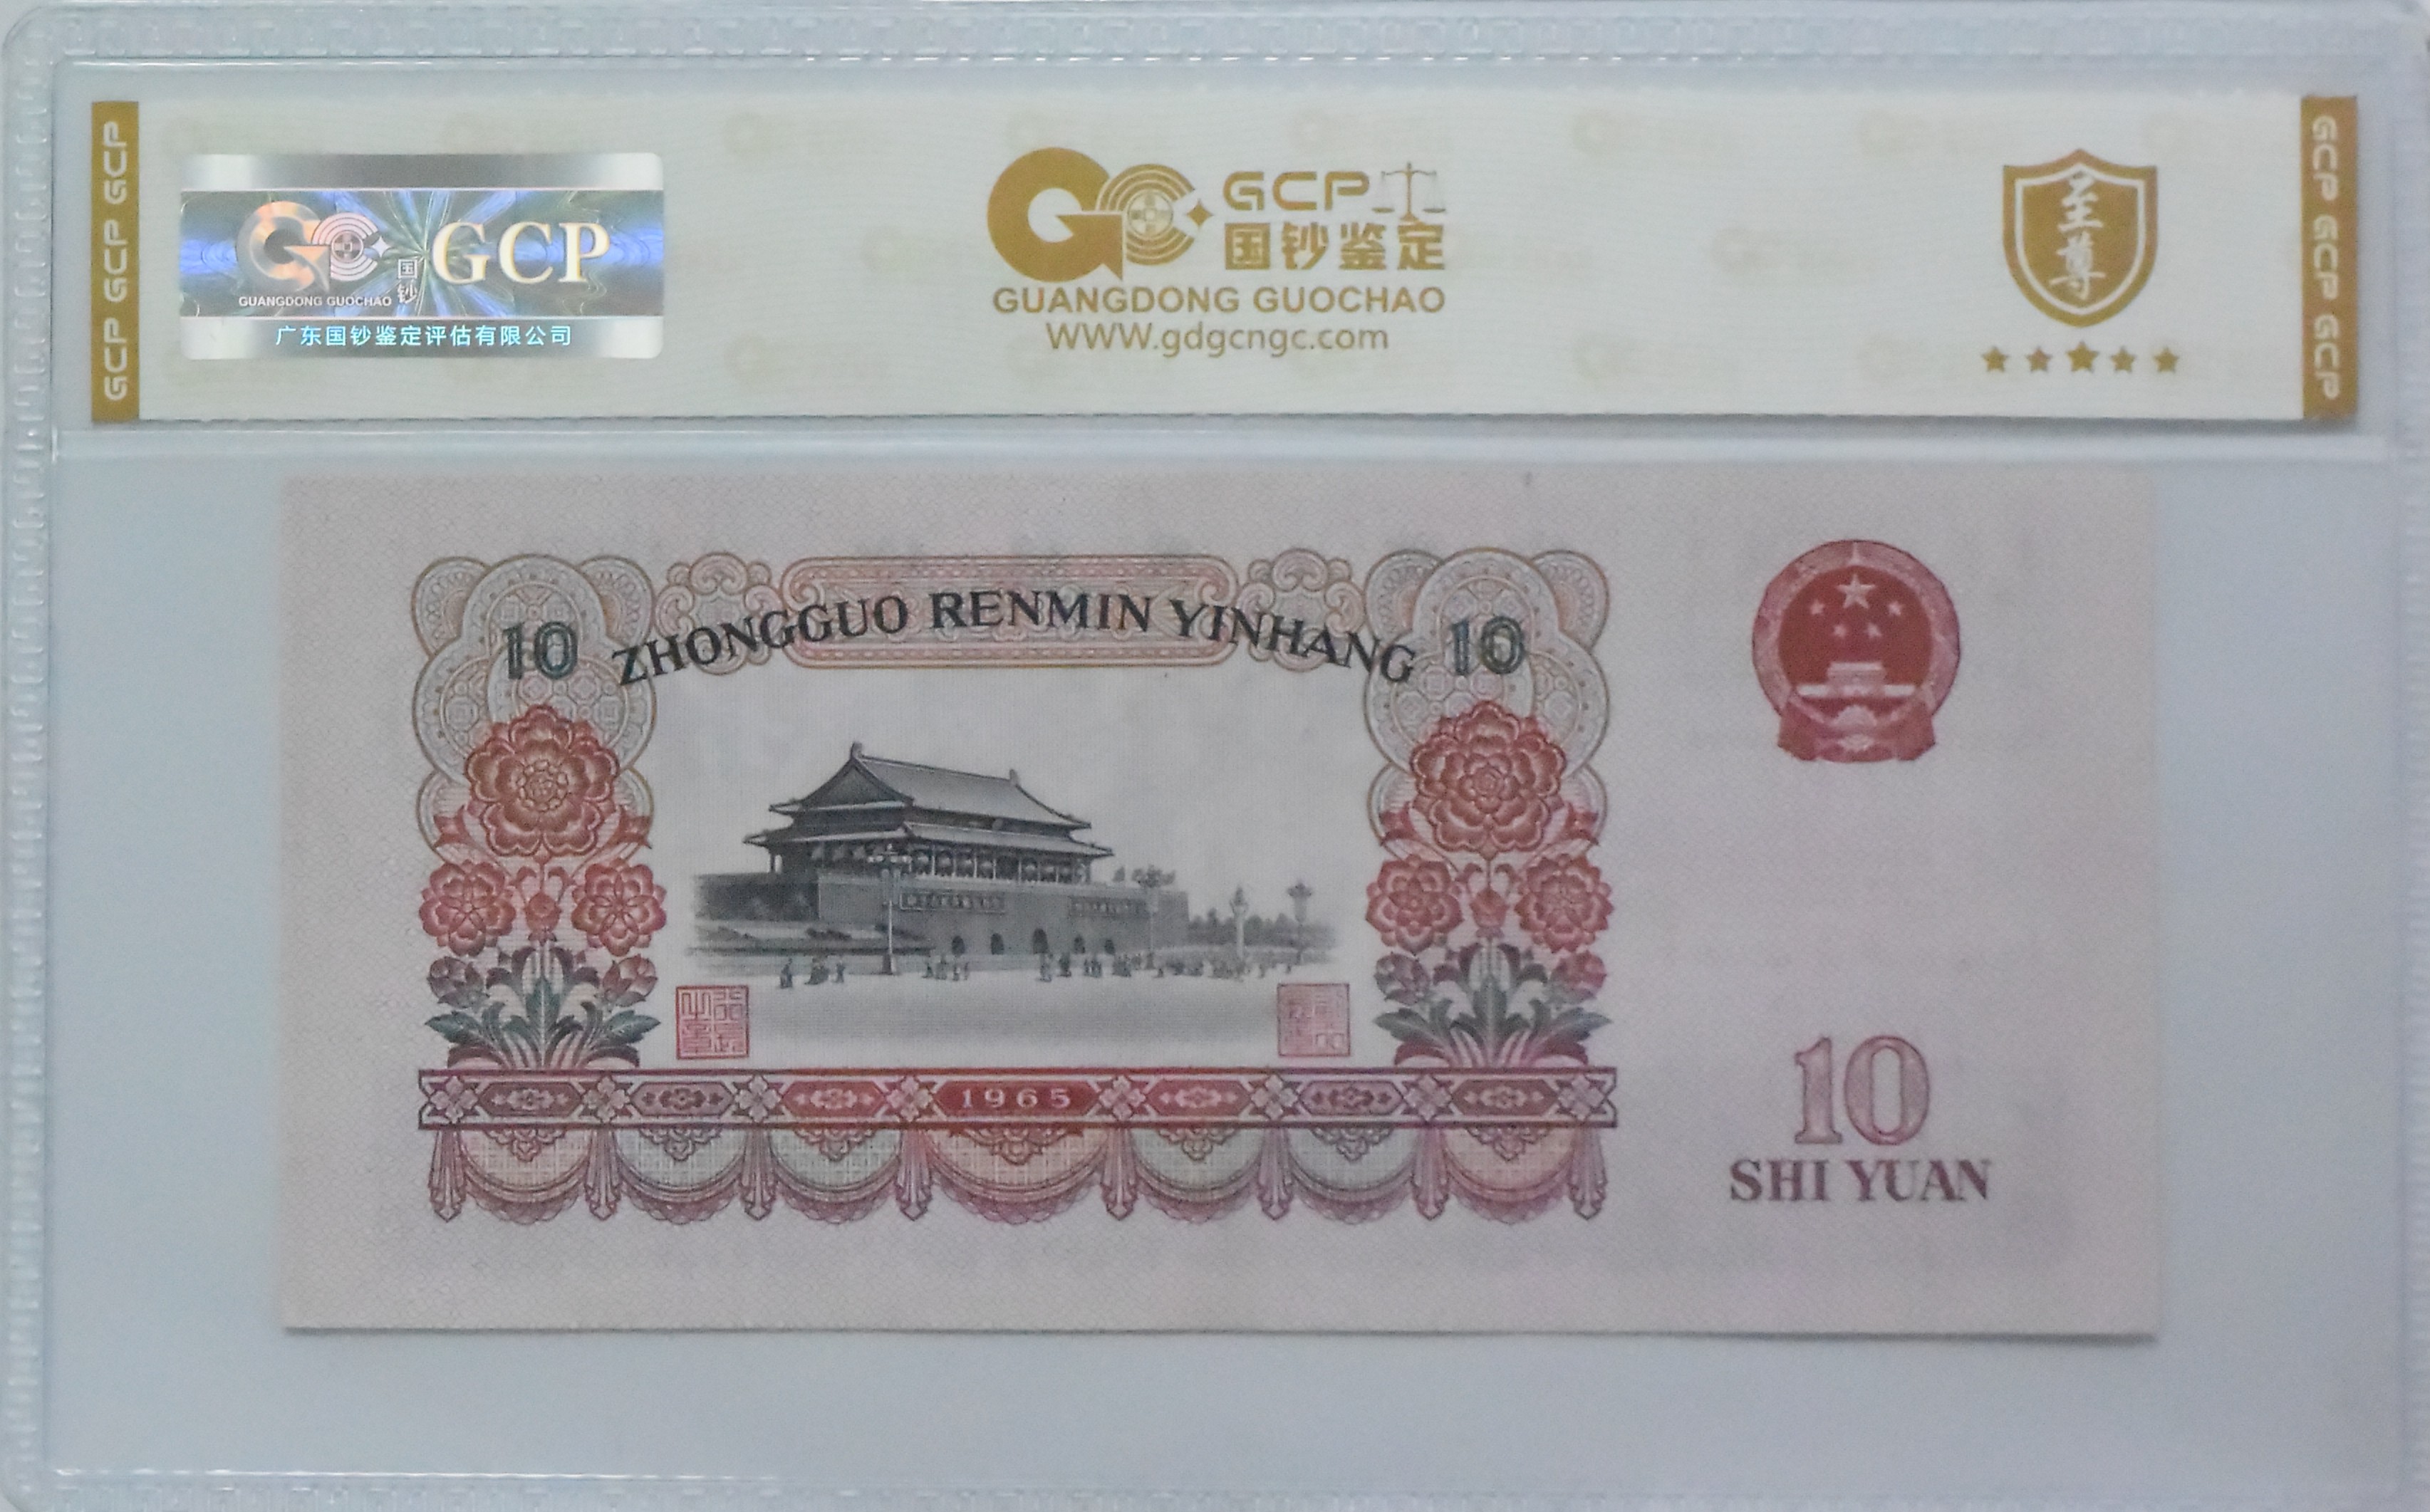 GCP GCP GCP
GCP
国钞
GUANGDONG GUOCHAO
广东国钞鉴定评估有限公司
GCP
国钞鉴定
GUANGDONG GUOCHAO
WWW.gdgcngc.com
至尊
GCP GCP GCP
10 ZHONGGUO RENMIN YINHANG 10
1965
10
SHI YUAN